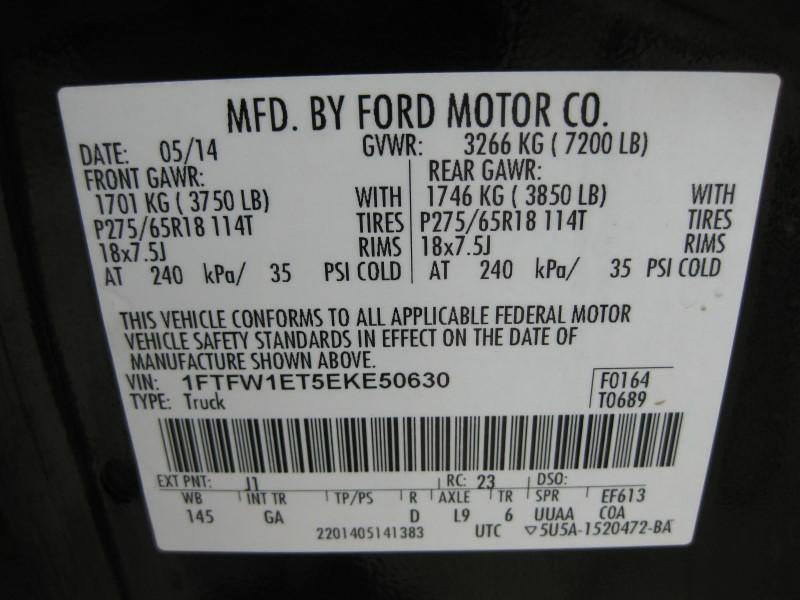 MFD. BY FORD MOTOR CO.
DATE: 05/14 GVWR: 3266 KG ( 7200 LB)
FRONT GAWR: REAR GAWR:
1701 KG ( 3750 LB) WITH 1746 KG ( 3850 LB) WITH
P275/65R18 114T TIRES P275/65R18 114T TIRES
18x7.5J RIMS 18x7.5J RIMS
AT 240 kPa/ 35 PSI COLD AT 240 kPa/ 35 PSI COLD
THIS VEHICLE CONFORMS TO ALL APPLICABLE FEDERAL MOTOR
VEHICLE SAFETY STANDARDS IN EFFECT ON THE DATE OF
MANUFACTURE SHOWN ABOVE.
VIN: 1FTFW1ET5EKE50630 F0164
TYPE: Truck T0689
EXT PNT: J1 RC: 23 DSO:
WB INT TR TP/PS R AXLE TR SPR EF613
145 GA D L9 6 UUAA COA
2201405141383 UTC ▽5U5A-1520472-BA